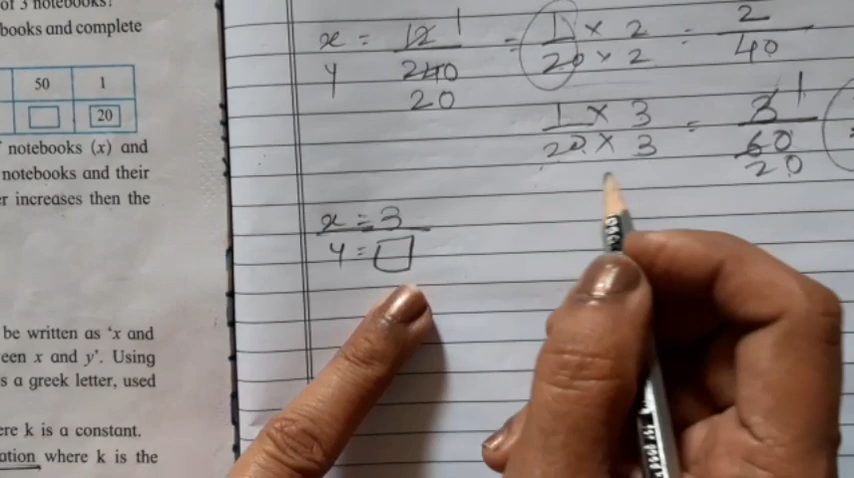 of 3 notebooks?
books and complete
50 1
20
notebooks (x) and
notebooks and their
r increases then the
be written as ‘x and
een x and y’. Using
s a greek letter, used
ere k is a constant.
ation where k is the
x = 12 1 = 1 × 2 = 2
y 240 20 × 2 40
20
1 × 3 = 3 1
20 × 3 60
20
x = 3
y = □